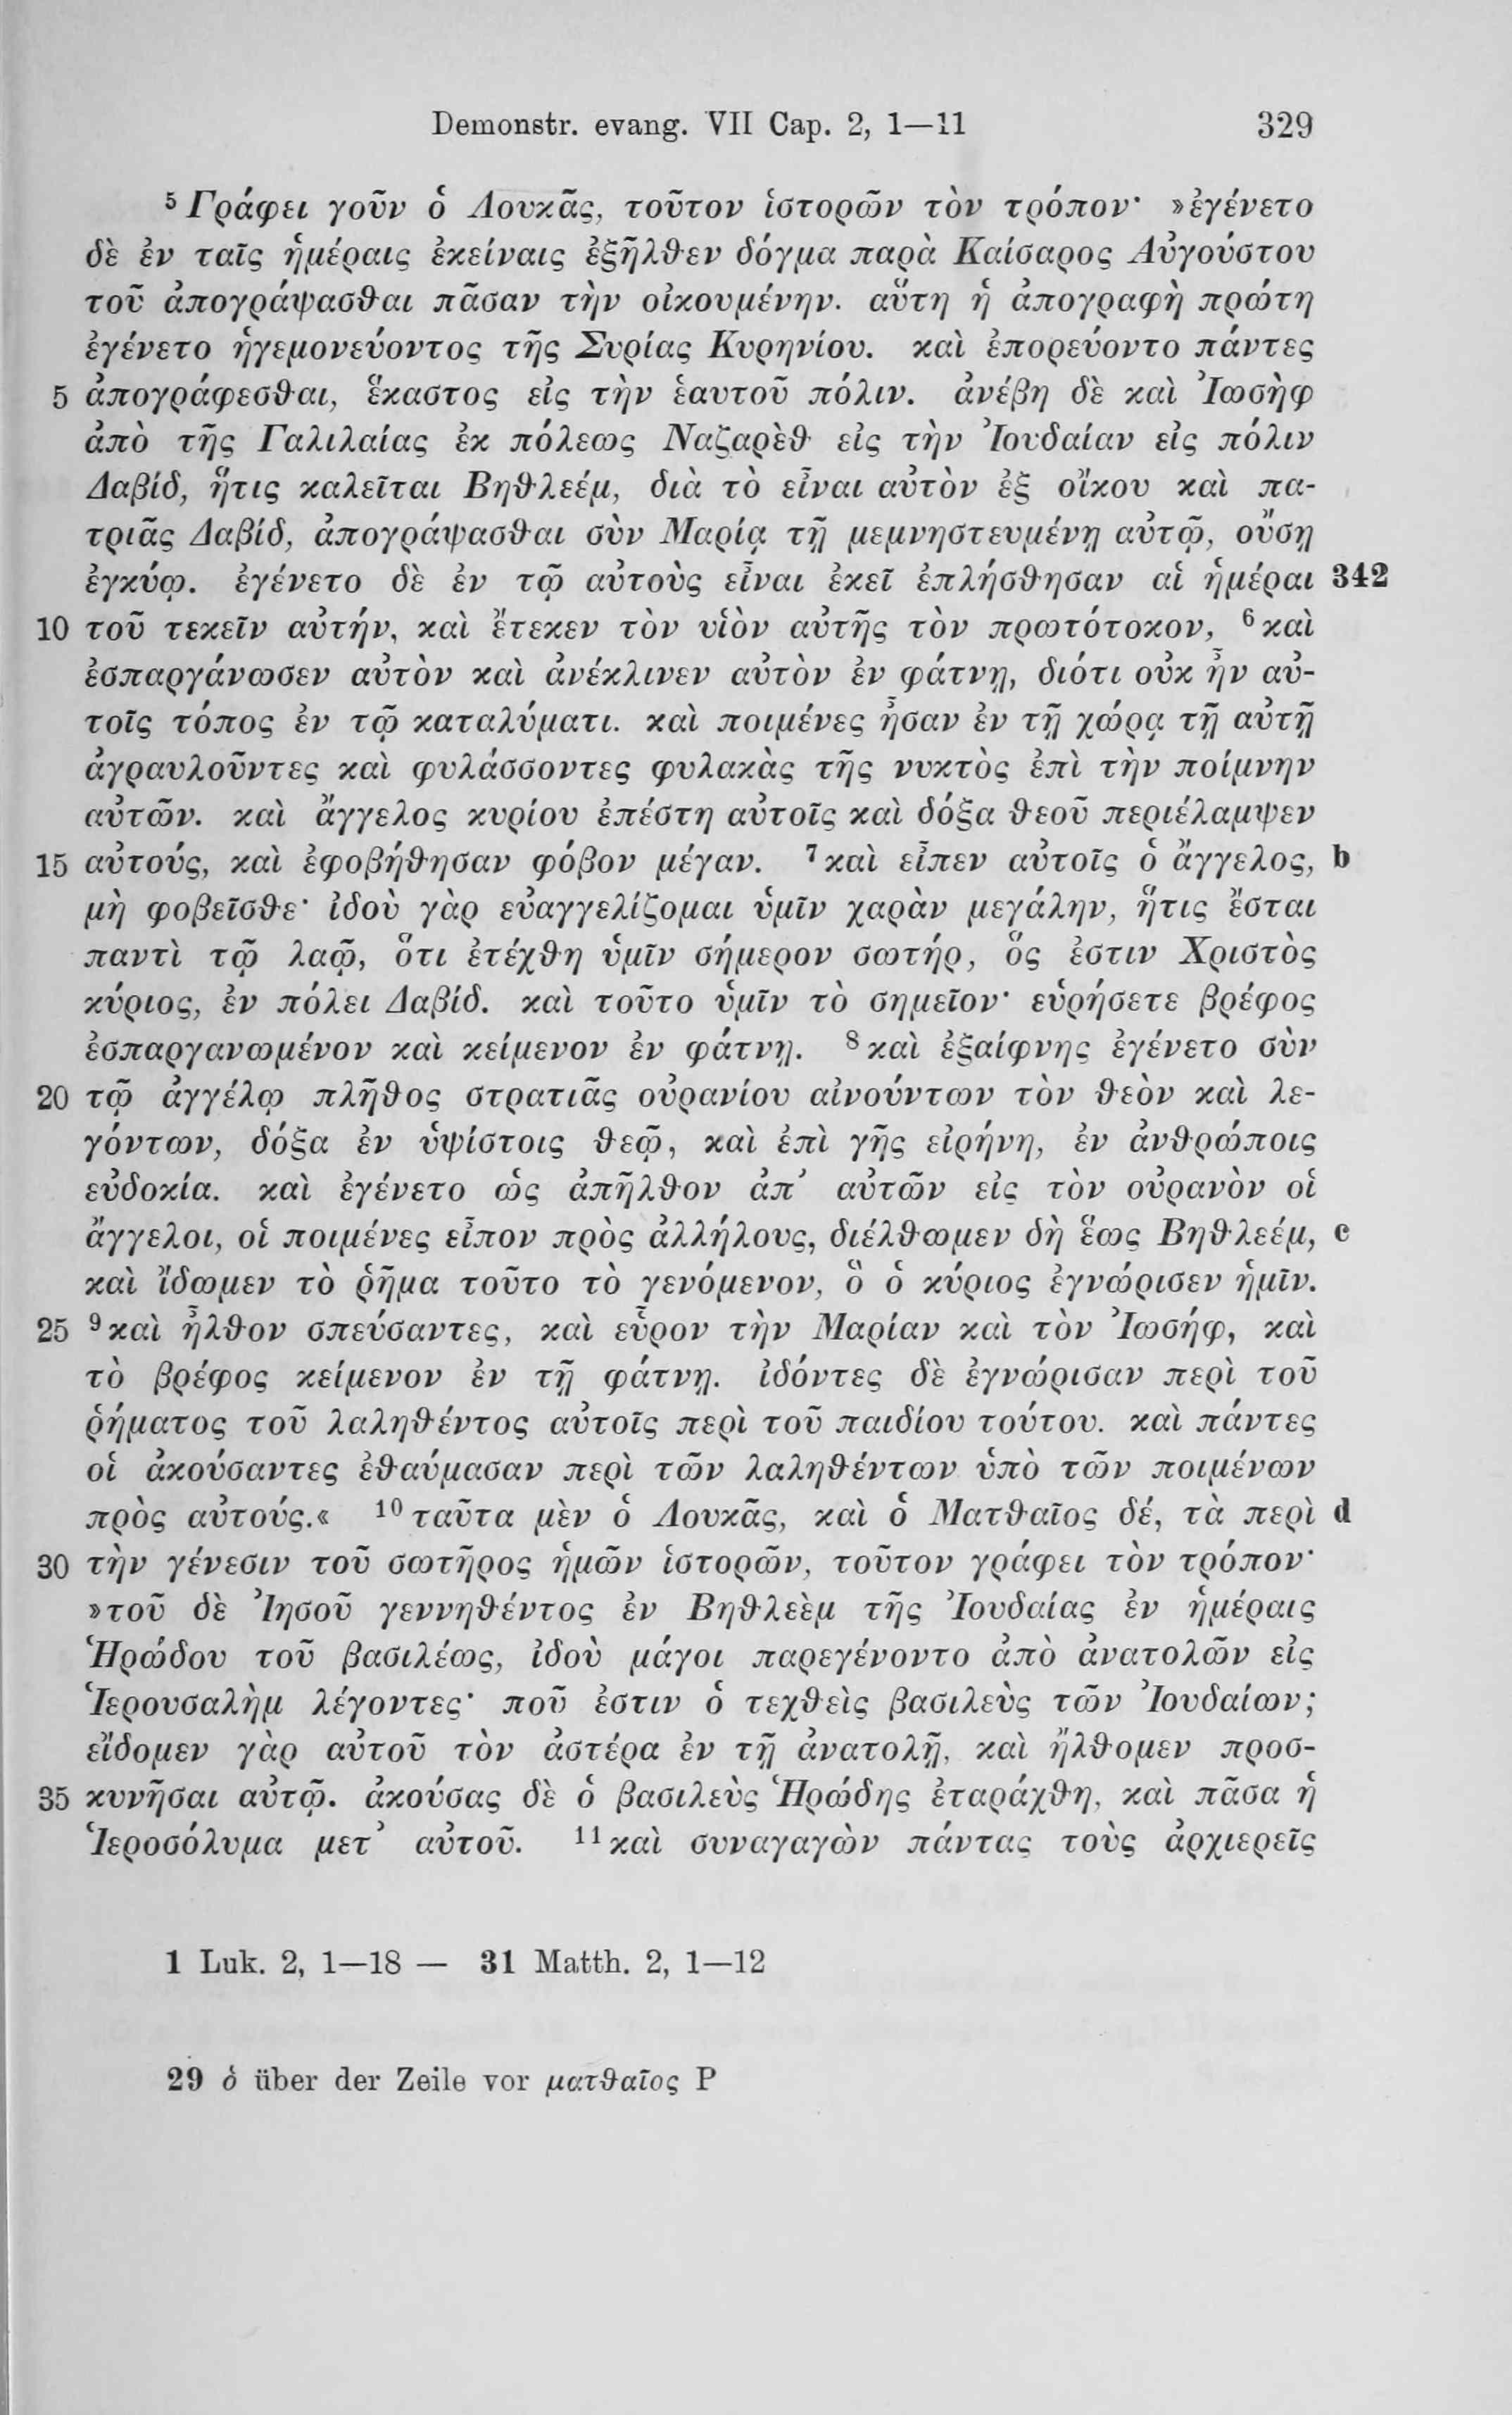 Demonstr. evang. VII Cap. 2, 1—11 329
⁵ Γράφει γοῦν ὁ Λουκᾶς, τοῦτον ἱστορῶν τὸν τρόπον· »ἐγένετο
δὲ ἐν ταῖς ἡμέραις ἐκείναις ἐξῆλθεν δόγμα παρὰ Καίσαρος Αὐγούστου
τοῦ ἀπογράψασθαι πᾶσαν τὴν οἰκουμένην. αὕτη ἡ ἀπογραφὴ πρώτη
ἐγένετο ἡγεμονεύοντος τῆς Συρίας Κυρηνίου. καὶ ἐπορεύοντο πάντες
5 ἀπογράφεσθαι, ἕκαστος εἰς τὴν ἑαυτοῦ πόλιν. ἀνέβη δὲ καὶ Ἰωσὴφ
ἀπὸ τῆς Γαλιλαίας ἐκ πόλεως Ναζαρὲθ εἰς τὴν Ἰουδαίαν εἰς πόλιν
Δαβίδ, ἥτις καλεῖται Βηθλεέμ, διὰ τὸ εἶναι αὐτὸν ἐξ οἴκου καὶ πα-
τριᾶς Δαβίδ, ἀπογράψασθαι σὺν Μαρίᾳ τῇ μεμνηστευμένῃ αὐτῷ, οὔσῃ
ἐγκύῳ. ἐγένετο δὲ ἐν τῷ αὐτοὺς εἶναι ἐκεῖ ἐπλήσθησαν αἱ ἡμέραι 342
10 τοῦ τεκεῖν αὐτήν, καὶ ἔτεκεν τὸν υἱὸν αὐτῆς τὸν πρωτότοκον, ⁶ καὶ
ἐσπαργάνωσεν αὐτὸν καὶ ἀνέκλινεν αὐτὸν ἐν φάτνῃ, διότι οὐκ ἦν αὐ-
τοῖς τόπος ἐν τῷ καταλύματι. καὶ ποιμένες ἦσαν ἐν τῇ χώρᾳ τῇ αὐτῇ
ἀγραυλοῦντες καὶ φυλάσσοντες φυλακὰς τῆς νυκτὸς ἐπὶ τὴν ποίμνην
αὐτῶν. καὶ ἄγγελος κυρίου ἐπέστη αὐτοῖς καὶ δόξα θεοῦ περιέλαμψεν
15 αὐτούς, καὶ ἐφοβήθησαν φόβον μέγαν. ⁷ καὶ εἶπεν αὐτοῖς ὁ ἄγγελος, b
μὴ φοβεῖσθε· ἰδοὺ γὰρ εὐαγγελίζομαι ὑμῖν χαρὰν μεγάλην, ἥτις ἔσται
παντὶ τῷ λαῷ, ὅτι ἐτέχθη ὑμῖν σήμερον σωτήρ, ὅς ἐστιν Χριστὸς
κύριος, ἐν πόλει Δαβίδ. καὶ τοῦτο ὑμῖν τὸ σημεῖον· εὑρήσετε βρέφος
ἐσπαργανωμένον καὶ κείμενον ἐν φάτνῃ. ⁸ καὶ ἐξαίφνης ἐγένετο σὺν
20 τῷ ἀγγέλῳ πλῆθος στρατιᾶς οὐρανίου αἰνούντων τὸν θεὸν καὶ λε-
γόντων, δόξα ἐν ὑψίστοις θεῷ, καὶ ἐπὶ γῆς εἰρήνη, ἐν ἀνθρώποις
εὐδοκία. καὶ ἐγένετο ὡς ἀπῆλθον ἀπ᾽ αὐτῶν εἰς τὸν οὐρανὸν οἱ
ἄγγελοι, οἱ ποιμένες εἶπον πρὸς ἀλλήλους, διέλθωμεν δὴ ἕως Βηθλεέμ, c
καὶ ἴδωμεν τὸ ῥῆμα τοῦτο τὸ γενόμενον, ὃ ὁ κύριος ἐγνώρισεν ἡμῖν.
25 ⁹ καὶ ἦλθον σπεύσαντες, καὶ εὗρον τὴν Μαρίαν καὶ τὸν Ἰωσήφ, καὶ
τὸ βρέφος κείμενον ἐν τῇ φάτνῃ. ἰδόντες δὲ ἐγνώρισαν περὶ τοῦ
ῥήματος τοῦ λαληθέντος αὐτοῖς περὶ τοῦ παιδίου τούτου. καὶ πάντες
οἱ ἀκούσαντες ἐθαύμασαν περὶ τῶν λαληθέντων ὑπὸ τῶν ποιμένων
πρὸς αὐτούς.« ¹⁰ ταῦτα μὲν ὁ Λουκᾶς, καὶ ὁ Ματθαῖος δέ, τὰ περὶ d
30 τὴν γένεσιν τοῦ σωτῆρος ἡμῶν ἱστορῶν, τοῦτον γράφει τὸν τρόπον·
»τοῦ δὲ Ἰησοῦ γεννηθέντος ἐν Βηθλεὲμ τῆς Ἰουδαίας ἐν ἡμέραις
Ἡρώδου τοῦ βασιλέως, ἰδοὺ μάγοι παρεγένοντο ἀπὸ ἀνατολῶν εἰς
Ἱερουσαλὴμ λέγοντες· ποῦ ἐστιν ὁ τεχθεὶς βασιλεὺς τῶν Ἰουδαίων;
εἴδομεν γὰρ αὐτοῦ τὸν ἀστέρα ἐν τῇ ἀνατολῇ, καὶ ἤλθομεν προσ-
35 κυνῆσαι αὐτῷ. ἀκούσας δὲ ὁ βασιλεὺς Ἡρώδης ἐταράχθη, καὶ πᾶσα ἡ
Ἱεροσόλυμα μετ᾽ αὐτοῦ. ¹¹ καὶ συναγαγὼν πάντας τοὺς ἀρχιερεῖς
1 Luk. 2, 1—18 — 31 Matth. 2, 1—12
29 ὁ über der Zeile vor ματθαῖος P